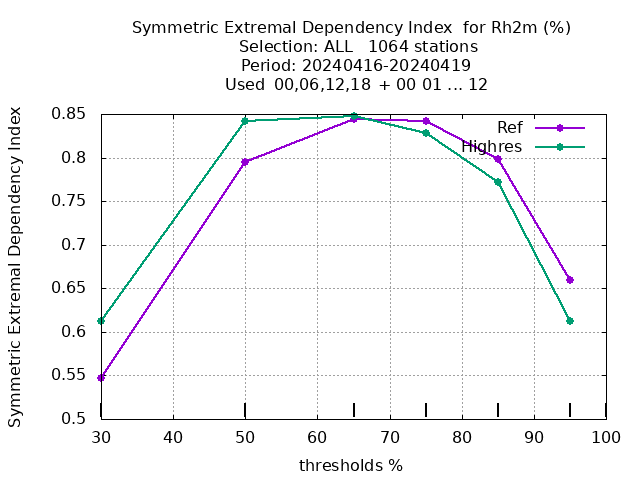 Symmetric Extremal Dependency Index for Rh2m (%)
Selection: ALL 1064 stations
Period: 20240416-20240419
Used 00,06,12,18 + 00 01 ... 12
Symmetric Extremal Dependency Index
0.85
0.8
0.75
0.7
0.65
0.6
0.55
0.5
Ref
Highres
30 40 50 60 70 80 90 100
thresholds %